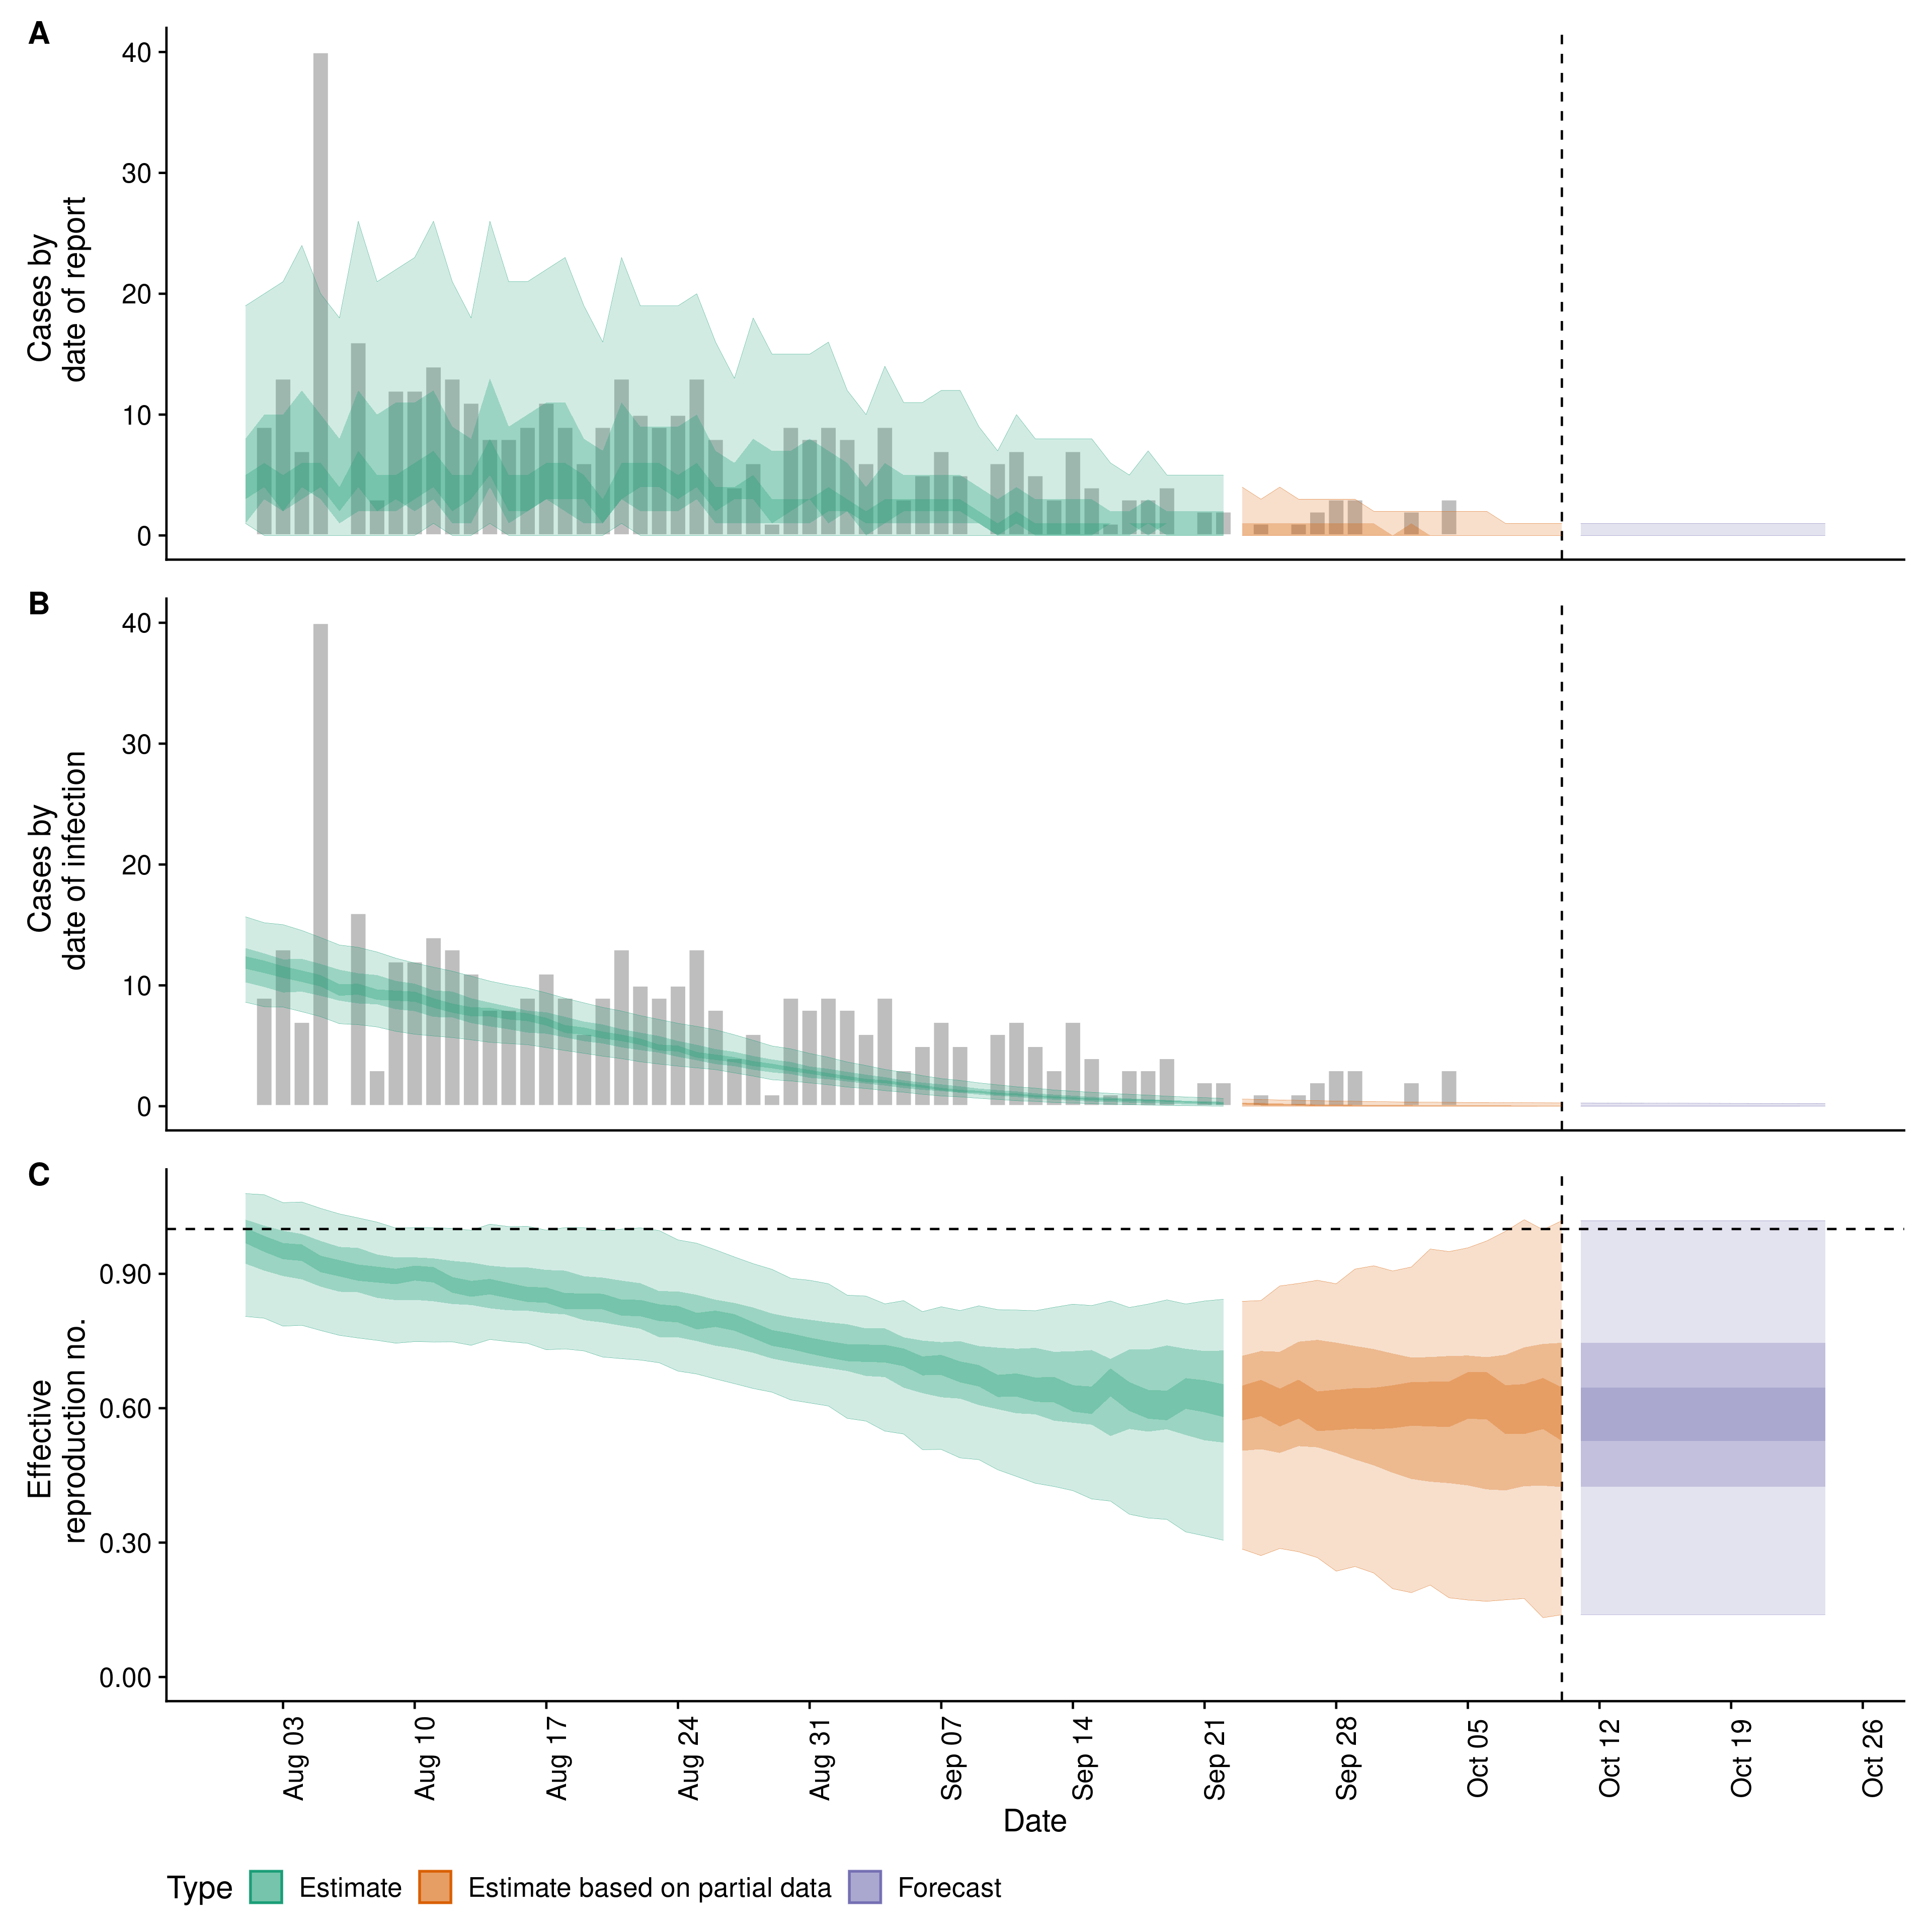 A
40
30
20
10
0
Cases by
date of report
B
40
30
20
10
0
Cases by
date of infection
C
0.90
0.60
0.30
0.00
Effective
reproduction no.
Aug 03
Aug 10
Aug 17
Aug 24
Aug 31
Sep 07
Sep 14
Sep 21
Sep 28
Oct 05
Oct 12
Oct 19
Oct 26
Date
Type Estimate Estimate based on partial data Forecast